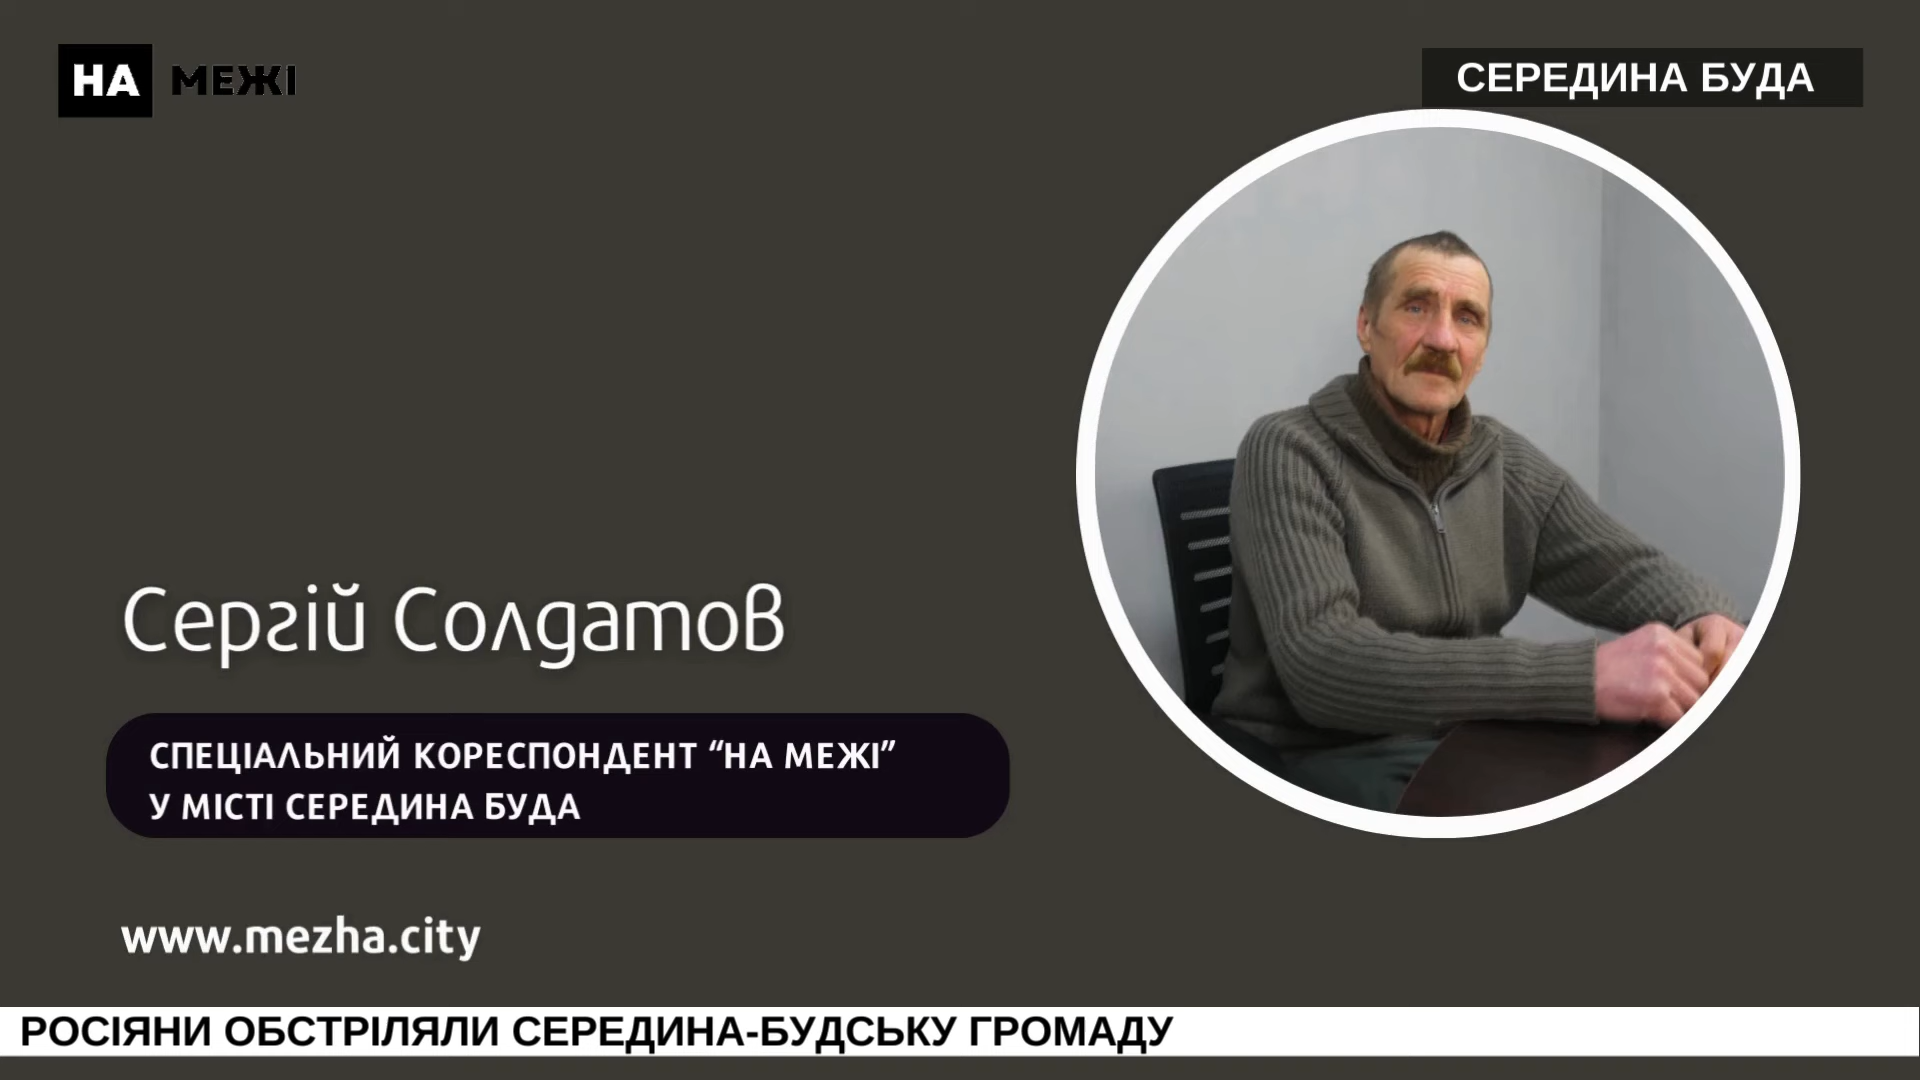 НА МЕЖІ
СЕРЕДИНА БУДА
Сергій Солдатов
СПЕЦІАЛЬНИЙ КОРЕСПОНДЕНТ “НА МЕЖІ”
У МІСТІ СЕРЕДИНА БУДА
www.mezha.city
РОСІЯНИ ОБСТРІЛЯЛИ СЕРЕДИНА-БУДСЬКУ ГРОМАДУ